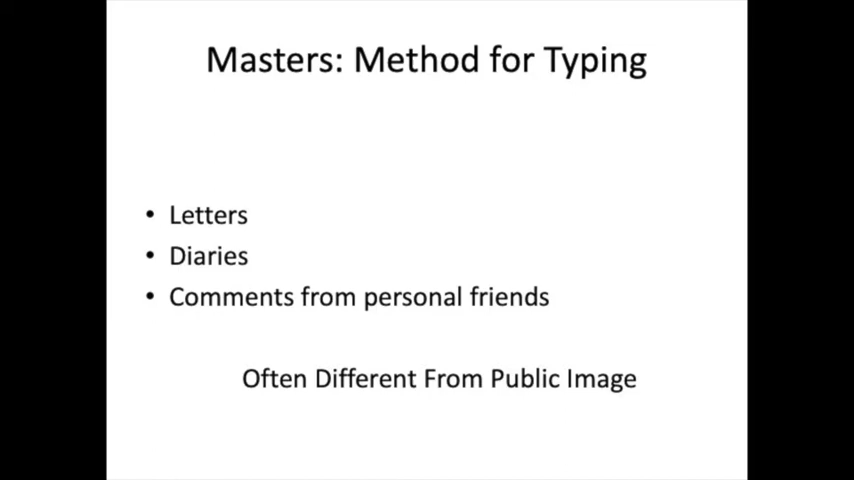 Masters: Method for Typing
• Letters
• Diaries
• Comments from personal friends
Often Different From Public Image